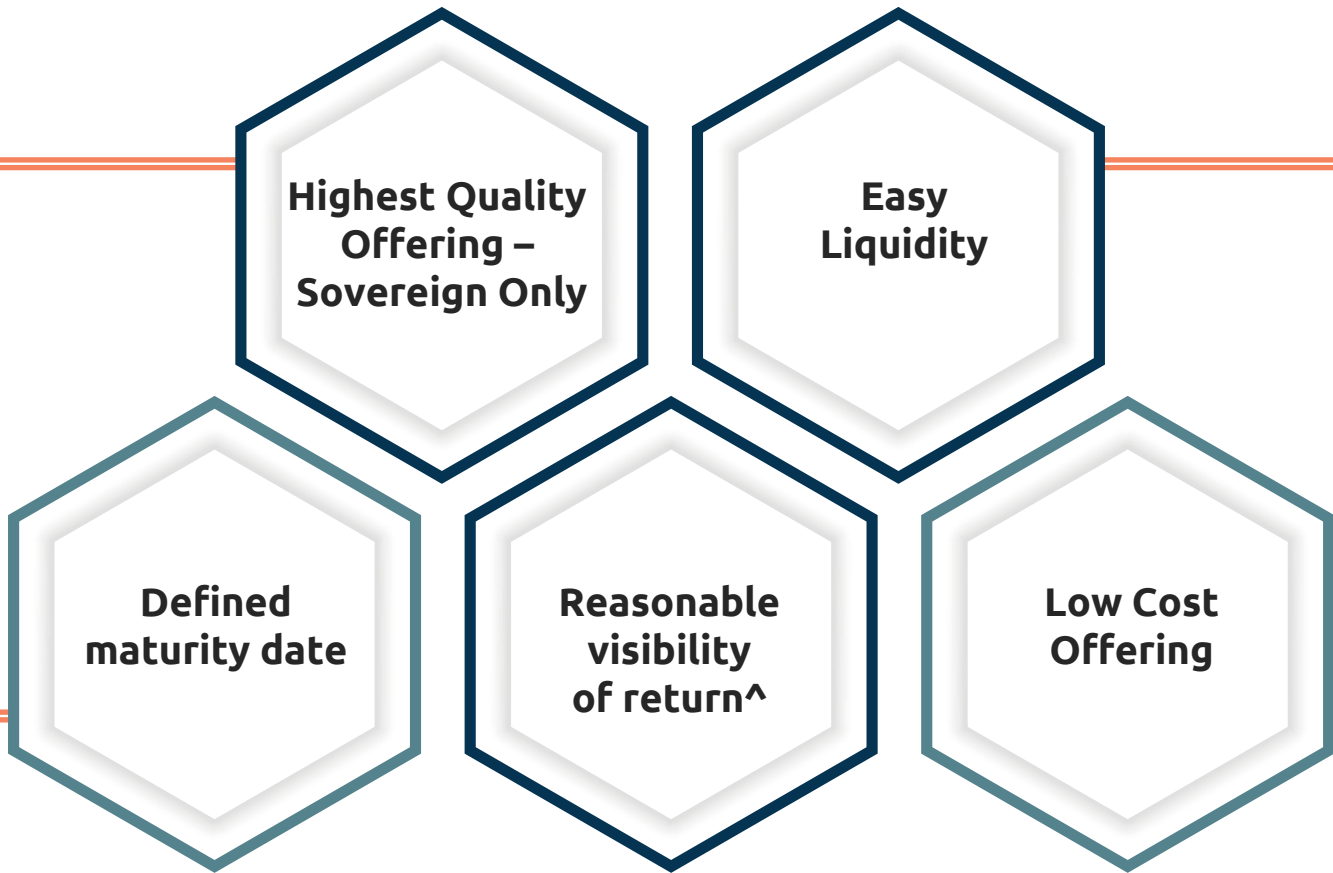 Highest Quality
Offering –
Sovereign Only
Easy
Liquidity
Defined
maturity date
Reasonable
visibility
of return^
Low Cost
Offering